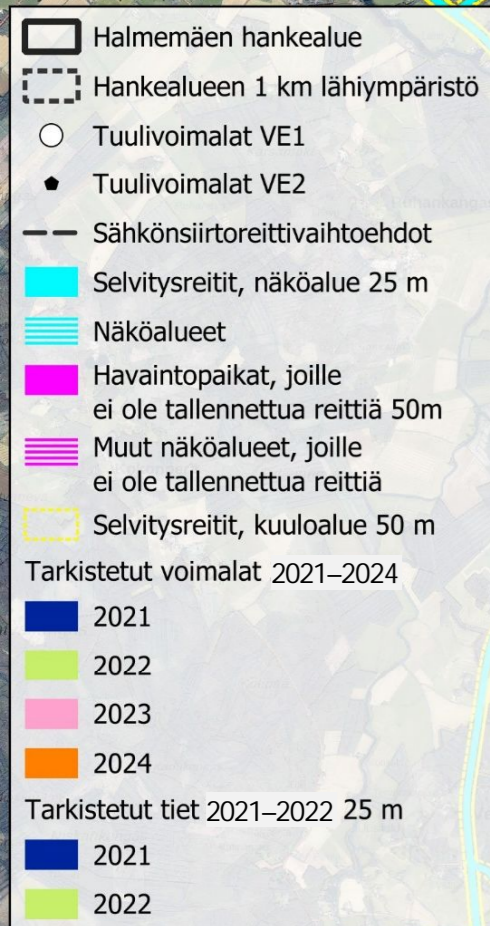 Halmemäen hankealue
Hankealueen 1 km lähiympäristö
Tuulivoimalat VE1
Tuulivoimalat VE2
Sähkönsiirtoreittivaihtoehdot
Selvitysreitit, näköalue 25 m
Näköalueet
Havaintopaikat, joille
ei ole tallennettua reittiä 50m
Muut näköalueet, joille
ei ole tallennettua reittiä
Selvitysreitit, kuuloalue 50 m
Tarkistetut voimalat 2021–2024
2021
2022
2023
2024
Tarkistetut tiet 2021–2022 25 m
2021
2022